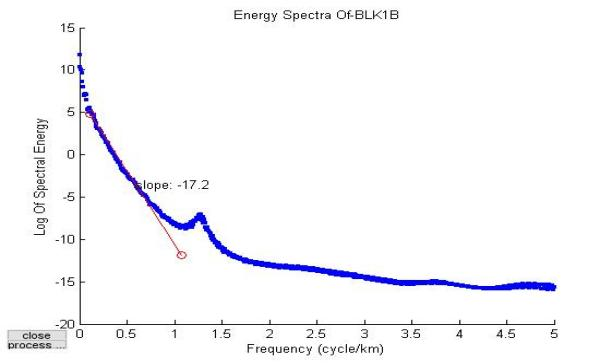 Energy Spectra Of-BLK1B
15
10
5
0
-5
-10
-15
-20
Log Of Spectral Energy
slope: -17.2
0 0.5 1 1.5 2 2.5 3 3.5 4 4.5 5
Frequency (cycle/km)
close
process ...